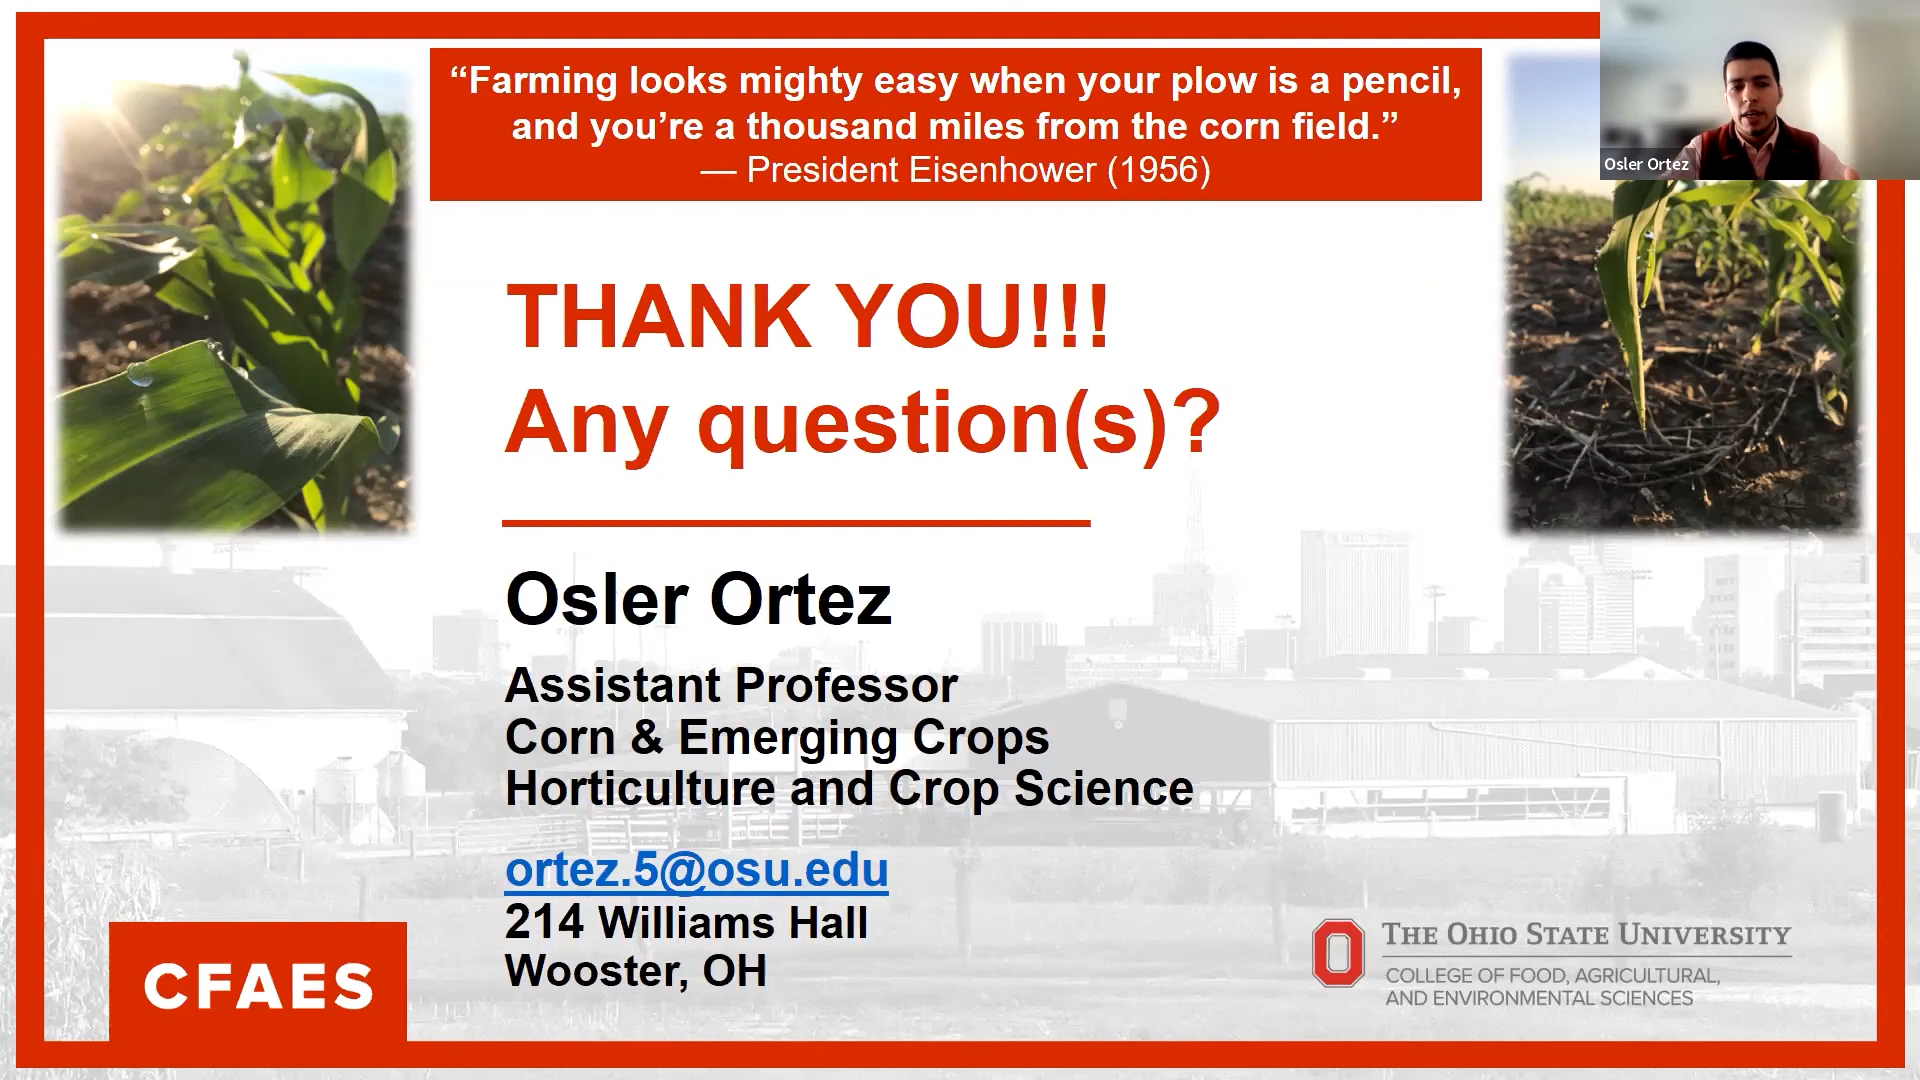 “Farming looks mighty easy when your plow is a pencil,
and you’re a thousand miles from the corn field.”
— President Eisenhower (1956)
Osler Ortez
THANK YOU!!!
Any question(s)?
Osler Ortez
Assistant Professor
Corn & Emerging Crops
Horticulture and Crop Science
ortez.5@osu.edu
214 Williams Hall
Wooster, OH
CFAES
THE OHIO STATE UNIVERSITY
COLLEGE OF FOOD, AGRICULTURAL,
AND ENVIRONMENTAL SCIENCES